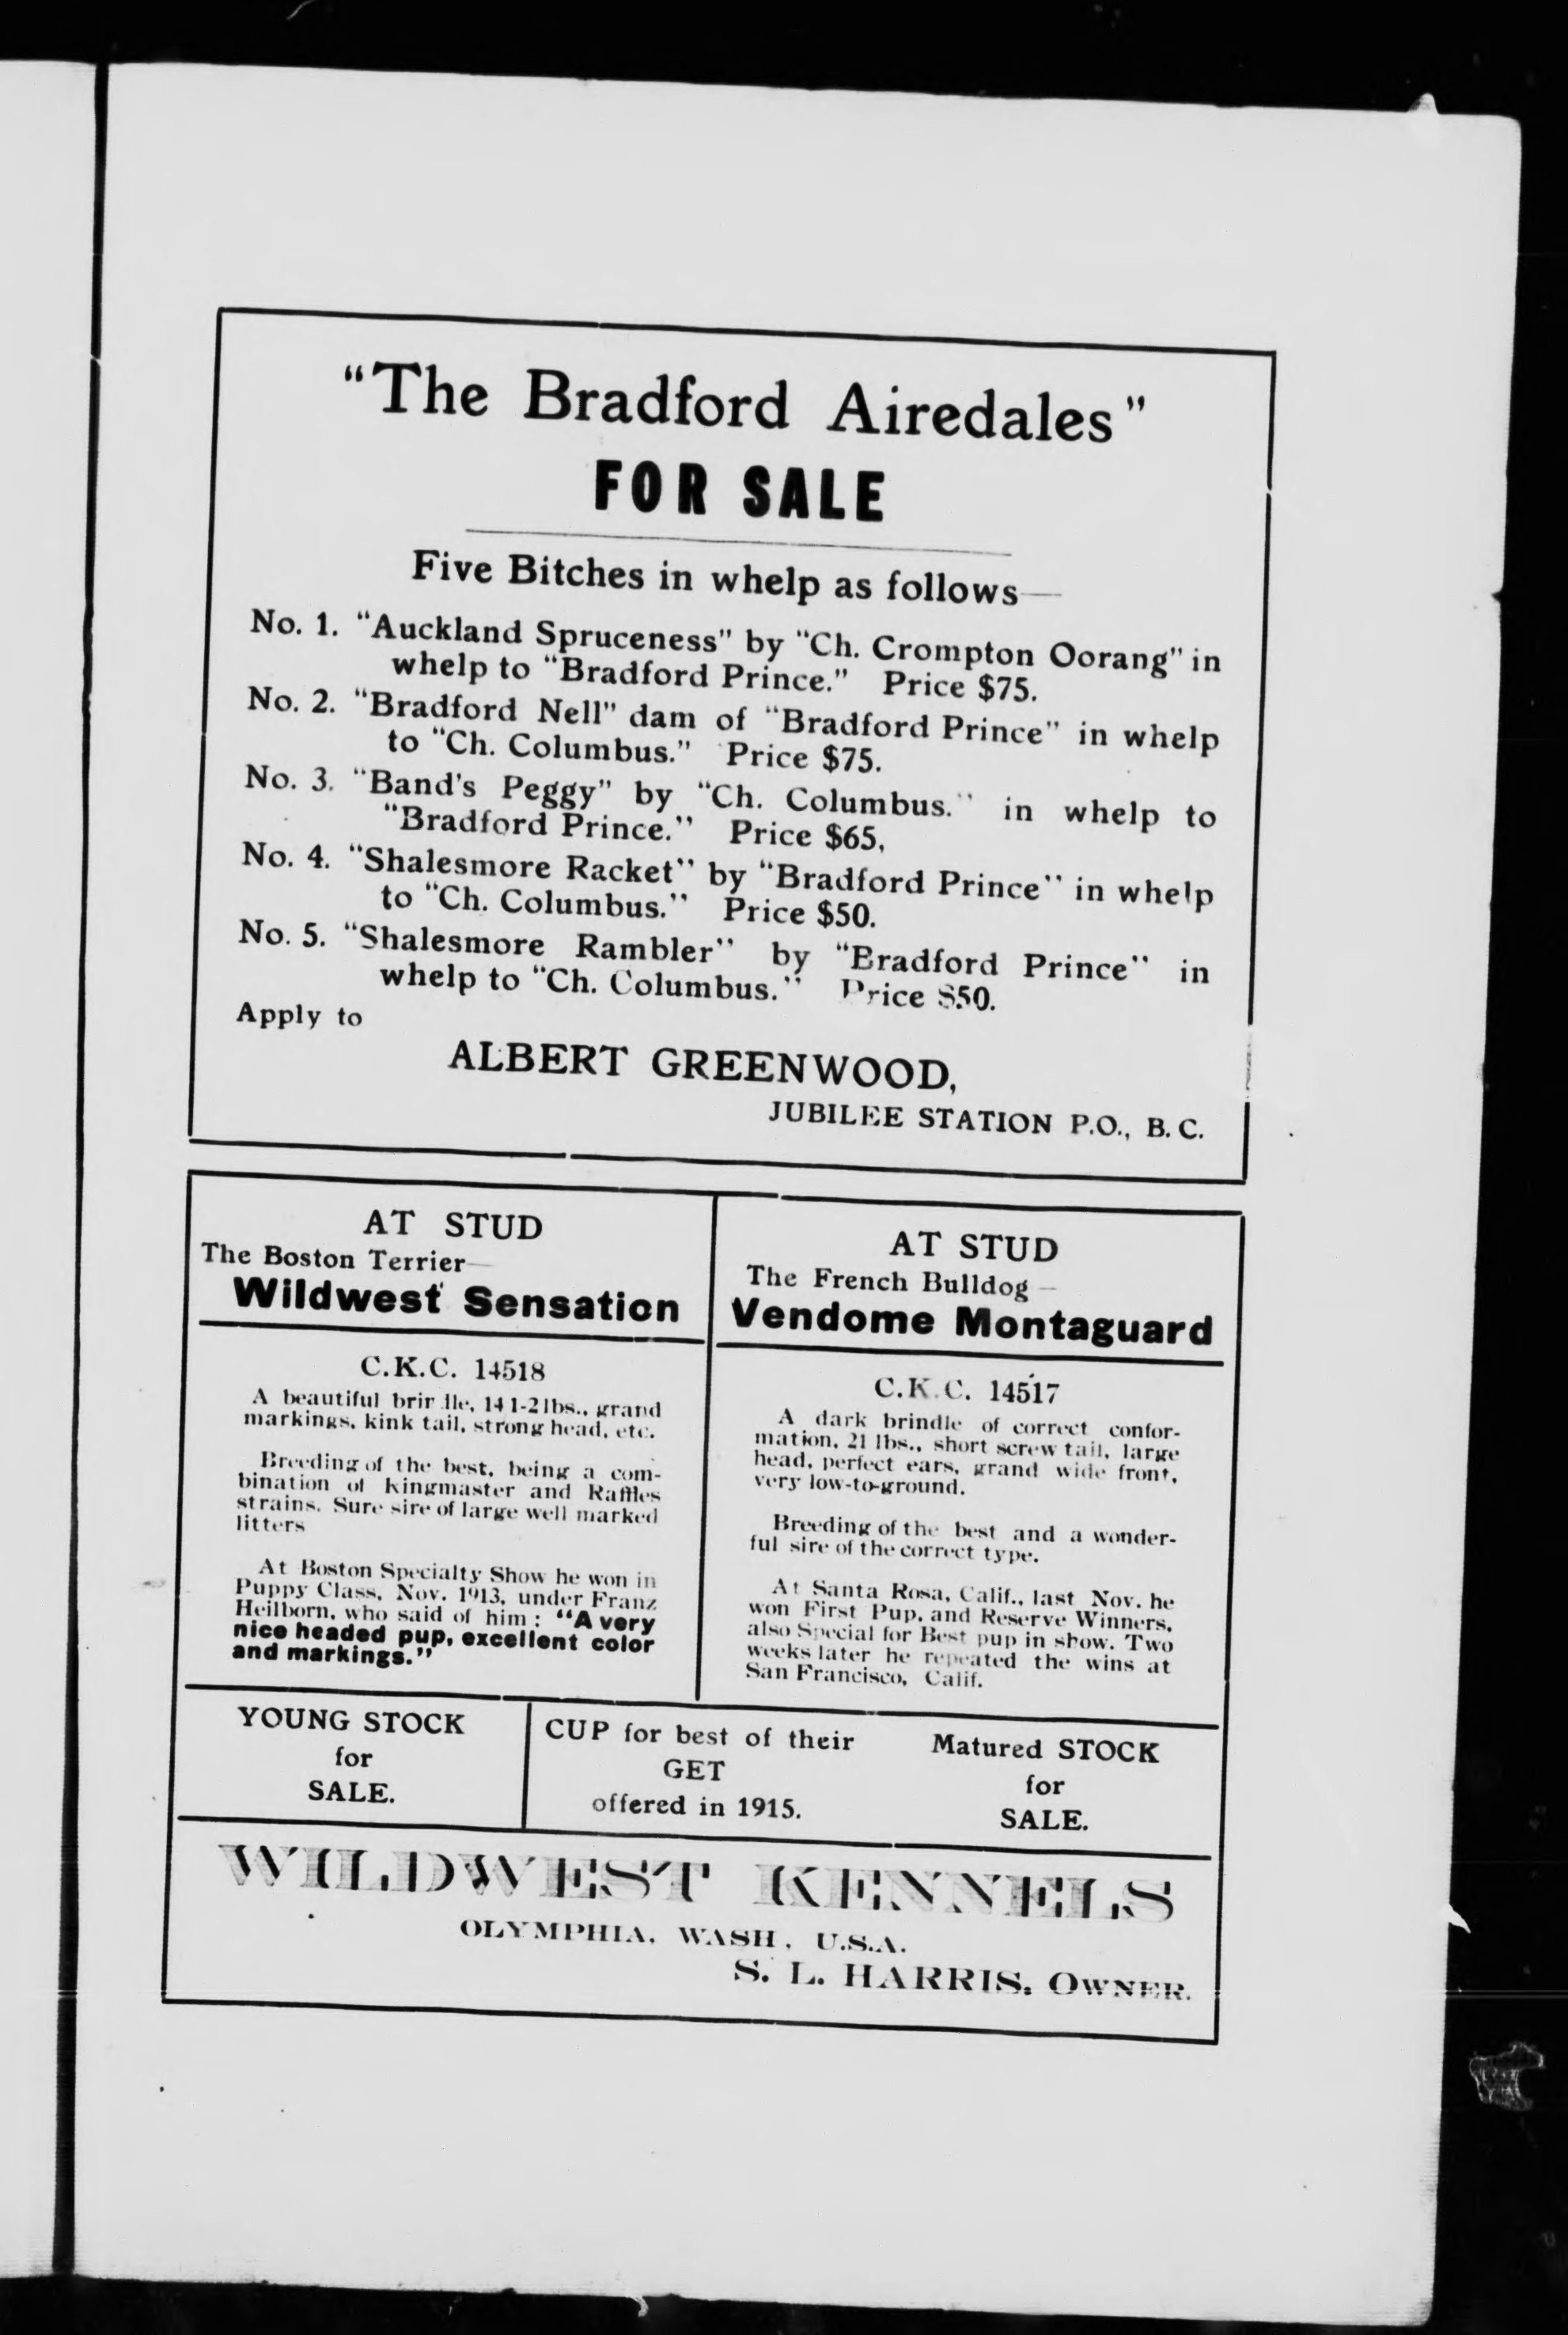 “The Bradford Airedales”
FOR SALE
Five Bitches in whelp as follows—
No. 1. “Auckland Spruceness” by “Ch. Crompton Oorang” in
whelp to “Bradford Prince.” Price $75.
No. 2. “Bradford Nell” dam of “Bradford Prince” in whelp
to “Ch. Columbus.” Price $75.
No. 3. “Band's Peggy” by “Ch. Columbus.” in whelp to
“Bradford Prince.” Price $65,
No. 4. “Shalesmore Racket” by “Bradford Prince” in whelp
to “Ch. Columbus.” Price $50.
No. 5. “Shalesmore Rambler” by “Bradford Prince” in
whelp to “Ch. Columbus.” Price $50.
Apply to
ALBERT GREENWOOD,
JUBILEE STATION P.O., B.C.
AT STUD
The Boston Terrier—
Wildwest Sensation
C.K.C. 14518
A beautiful brindle, 14 1-2 lbs., grand
markings, kink tail, strong head, etc.
Breeding of the best, being a com-
bination of Kingmaster and Raffles
strains. Sure sire of large well marked
litters
At Boston Specialty Show he won in
Puppy Class, Nov. 1913, under Franz
Heilborn, who said of him : “A very
nice headed pup, excellent color
and markings.”
AT STUD
The French Bulldog —
Vendome Montaguard
C.K.C. 14517
A dark brindle of correct confor-
mation, 21 lbs., short screw tail, large
head, perfect ears, grand wide front,
very low-to-ground.
Breeding of the best and a wonder-
ful sire of the correct type.
At Santa Rosa, Calif., last Nov. he
won First Pup, and Reserve Winners,
also Special for Best pup in show. Two
weeks later he repeated the wins at
San Francisco, Calif.
YOUNG STOCK
for
SALE.
CUP for best of their
GET
offered in 1915.
Matured STOCK
for
SALE.
WILDWEST KENNELS
OLYMPHIA, WASH., U.S.A.
S. L. HARRIS, OWNER.